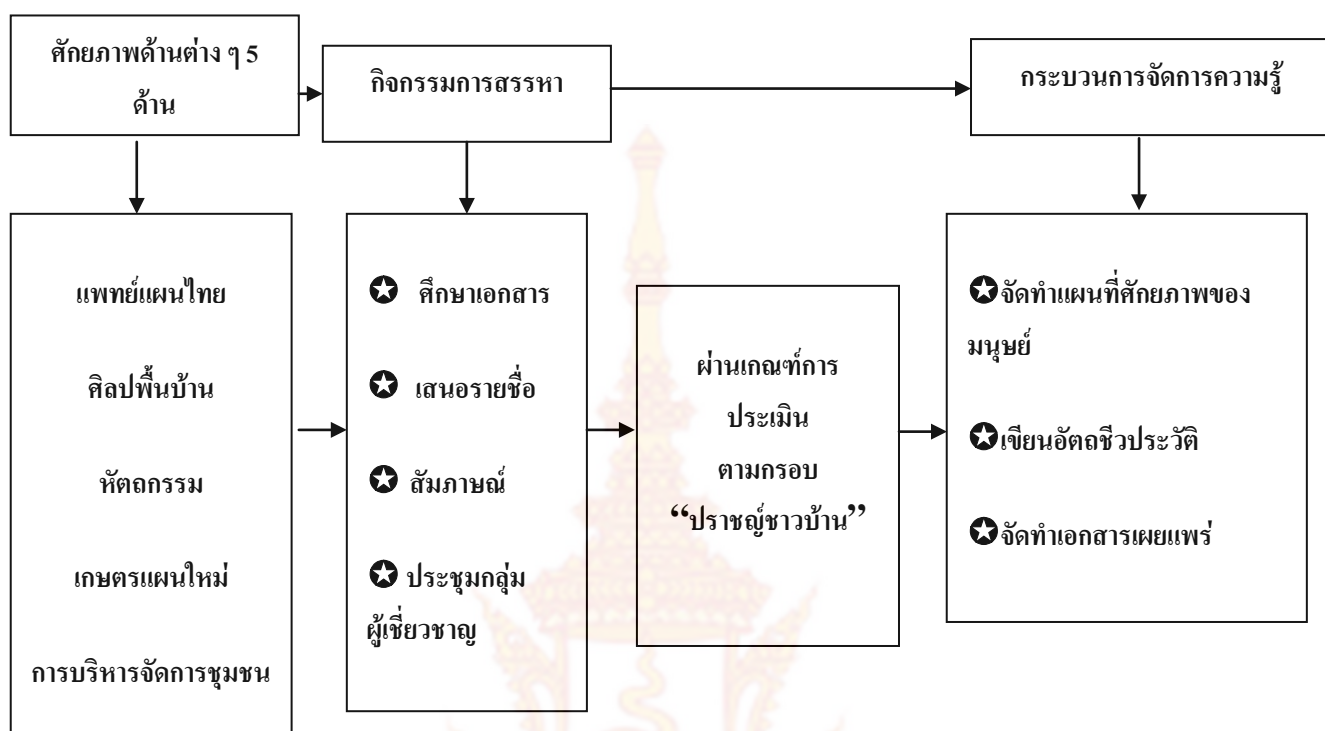 ศักยภาพด้านต่าง ๆ 5
ด้าน
กิจกรรมการสรรหา
กระบวนการจัดการความรู้
แพทย์แผนไทย
ศิลปพื้นบ้าน
หัตถกรรม
เกษตรแผนใหม่
การบริหารจัดการชุมชน
✪ ศึกษาเอกสาร
✪ เสนอรายชื่อ
✪ สัมภาษณ์
✪ ประชุมกลุ่ม
ผู้เชี่ยวชาญ
ผ่านเกณฑ์การ
ประเมิน
ตามกรอบ
“ปราชญ์ชาวบ้าน”
✪จัดทำแผนที่ศักยภาพของ
มนุษย์
✪เขียนอัตถชีวประวัติ
✪จัดทำเอกสารเผยแพร่